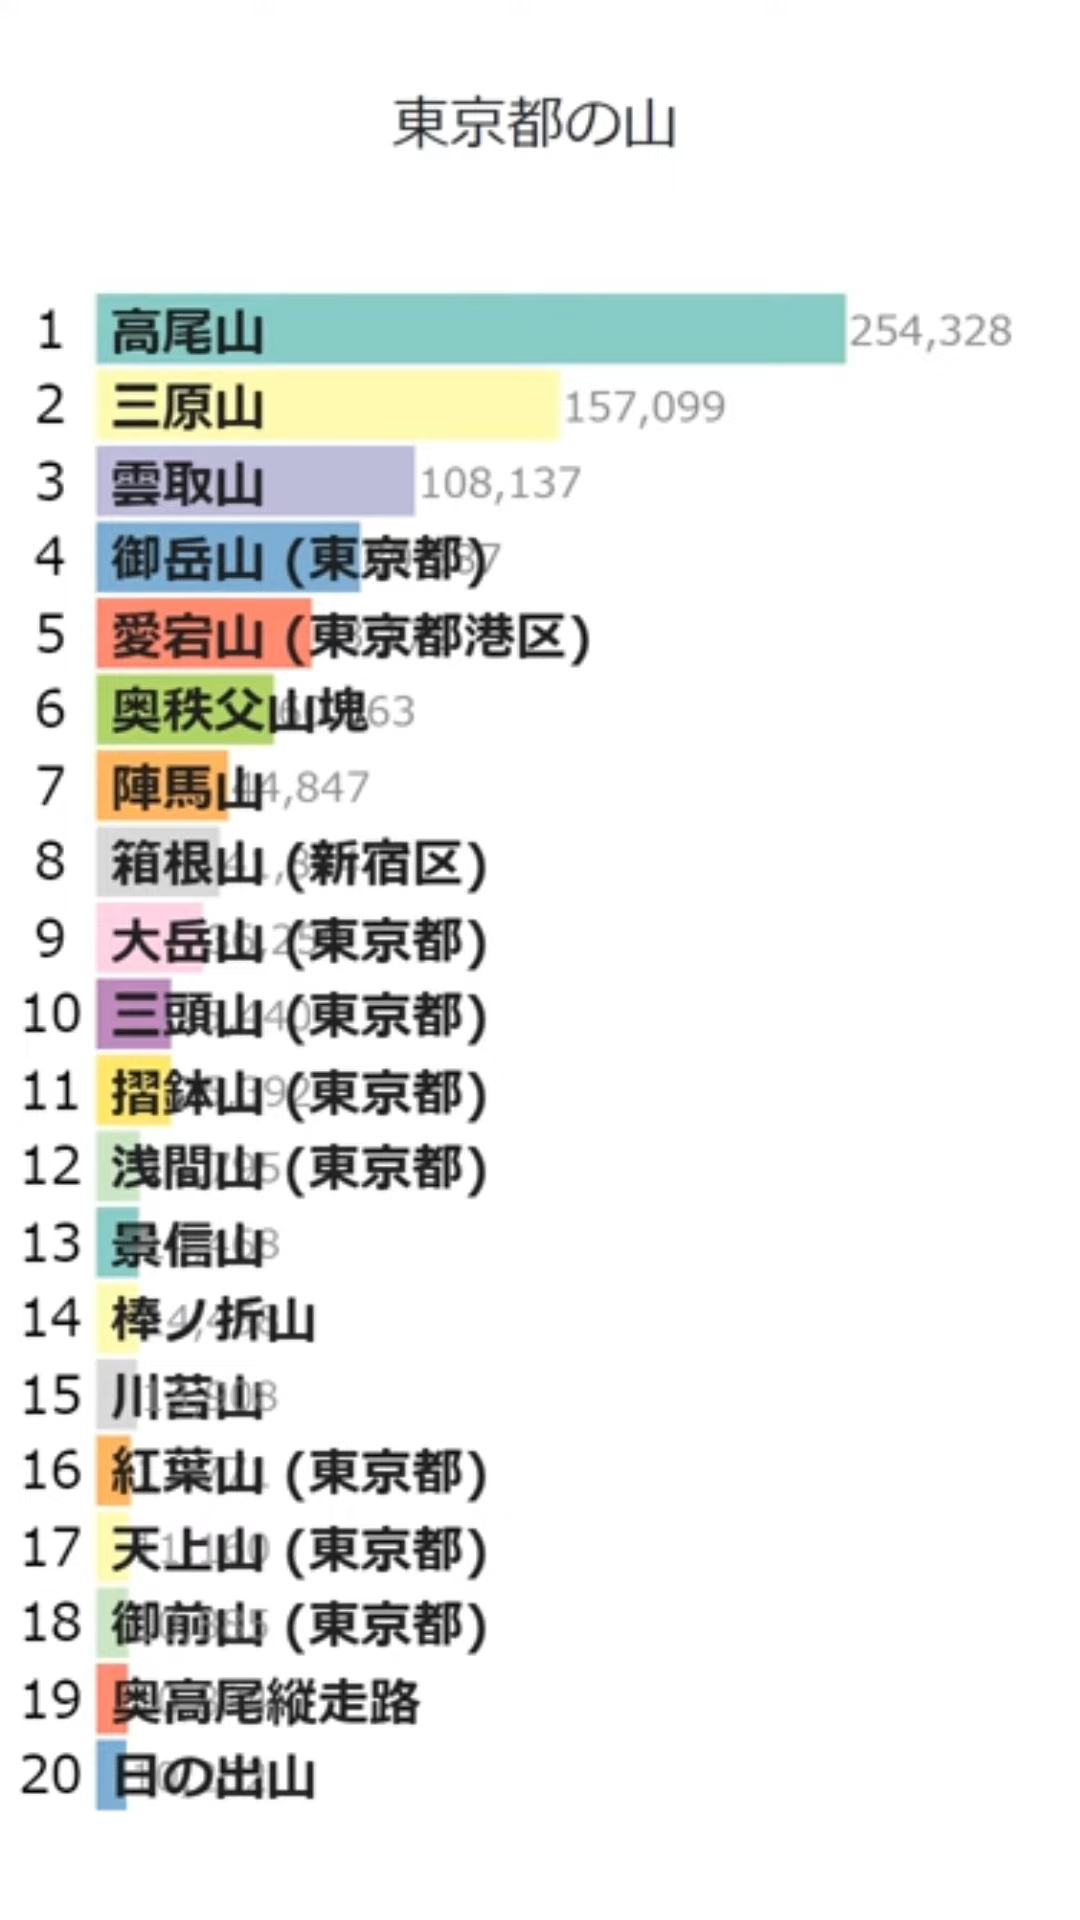 東京都の山
1 高尾山 254,328
2 三原山 157,099
3 雲取山 108,137
4 御岳山 (東京都)
5 愛宕山 (東京都港区)
6 奥秩父山塊
7 陣馬山 44,847
8 箱根山 (新宿区)
9 大岳山 (東京都)
10 三頭山 (東京都)
11 摺鉢山 (東京都)
12 浅間山 (東京都)
13 景信山
14 棒ノ折山
15 川苔山
16 紅葉山 (東京都)
17 天上山 (東京都)
18 御前山 (東京都)
19 奥高尾縦走路
20 日の出山